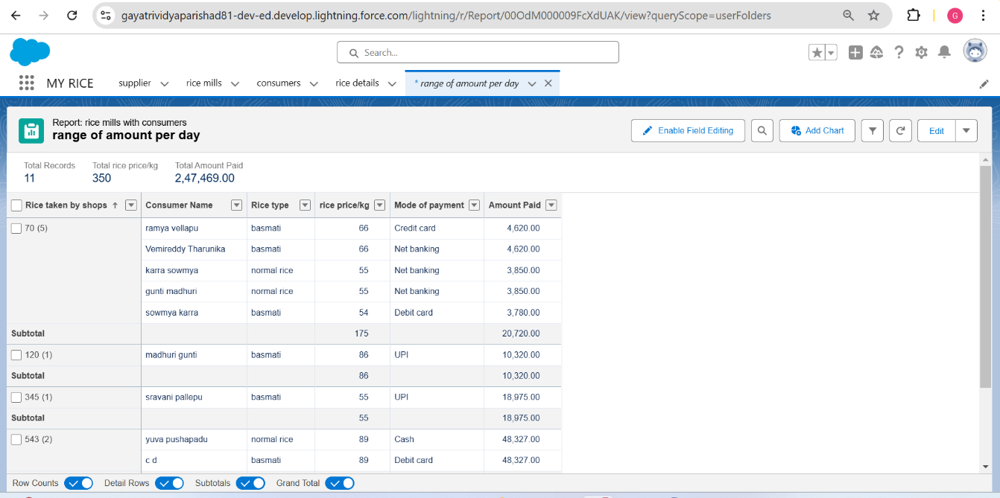 gayatrividyaparishad81-dev-ed.develop.lightning.force.com/lightning/r/Report/00OdM000009FcXdUAK/view?queryScope=userFolders
G
Search...
MY RICE supplier rice mills consumers rice details * range of amount per day
Report: rice mills with consumers
range of amount per day
Enable Field Editing Add Chart Edit
Total Records Total rice price/kg Total Amount Paid
11 350 2,47,469.00
Rice taken by shops ↑ Consumer Name Rice type rice price/kg Mode of payment Amount Paid
70 (5) ramya vellapu basmati 66 Credit card 4,620.00
Vemireddy Tharunika basmati 66 Net banking 4,620.00
karra sowmya normal rice 55 Net banking 3,850.00
gunti madhuri normal rice 55 Net banking 3,850.00
sowmya karra basmati 54 Debit card 3,780.00
Subtotal 175 20,720.00
120 (1) madhuri gunti basmati 86 UPI 10,320.00
Subtotal 86 10,320.00
345 (1) sravani pallepu basmati 55 UPI 18,975.00
Subtotal 55 18,975.00
543 (2) yuva pushapadu normal rice 89 Cash 48,327.00
c d basmati 89 Debit card 48,327.00
Row Counts Detail Rows Subtotals Grand Total